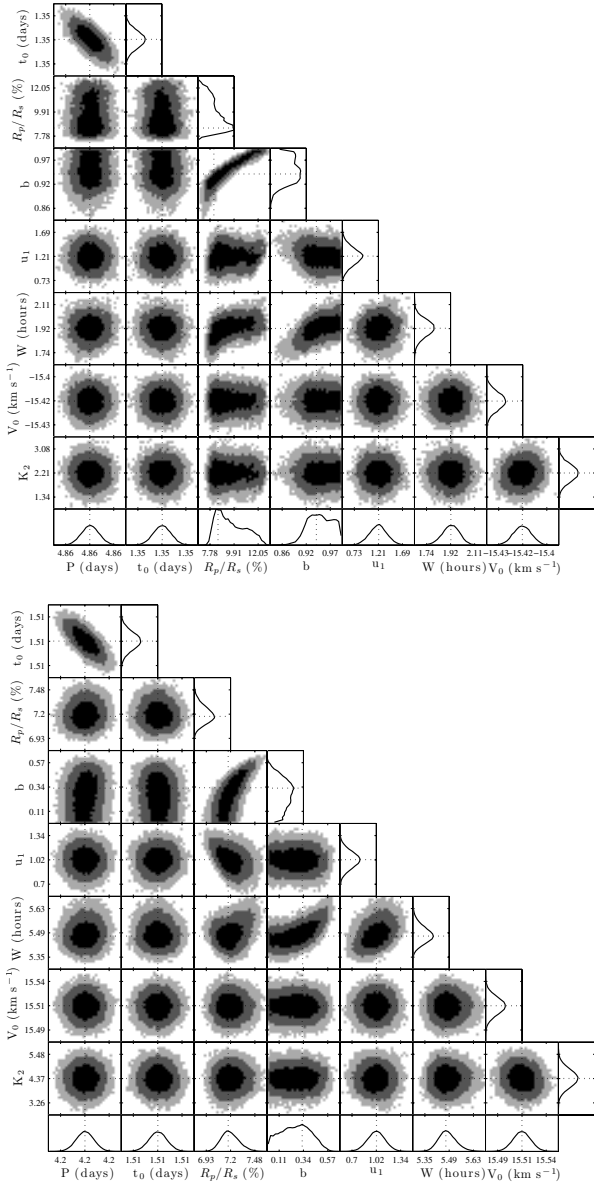 1.35
1.35
1.35
t0 (days)
12.05
9.91
7.78
Rp/Rs (%)
0.97
0.92
0.86
b
1.69
1.21
0.73
u1
2.11
1.92
1.74
W (hours)
−15.4
−15.42
−15.43
V0 (km s−1)
3.08
2.21
1.34
K2
4.86 4.86 4.86 1.35 1.35 1.35 7.78 9.91 12.05 0.86 0.92 0.97 0.73 1.21 1.69 1.74 1.92 2.11 −15.43 −15.42 −15.4
P (days) t0 (days) Rp/Rs (%) b u1 W (hours) V0 (km s−1)
1.51
1.51
1.51
t0 (days)
7.48
7.2
6.93
Rp/Rs (%)
0.57
0.34
0.11
b
1.34
1.02
0.7
u1
5.63
5.49
5.35
W (hours)
15.54
15.51
15.49
V0 (km s−1)
5.48
4.37
3.26
K2
4.2 4.2 4.2 1.51 1.51 1.51 6.93 7.2 7.48 0.11 0.34 0.57 0.7 1.02 1.34 5.35 5.49 5.63 15.49 15.51 15.54
P (days) t0 (days) Rp/Rs (%) b u1 W (hours) V0 (km s−1)